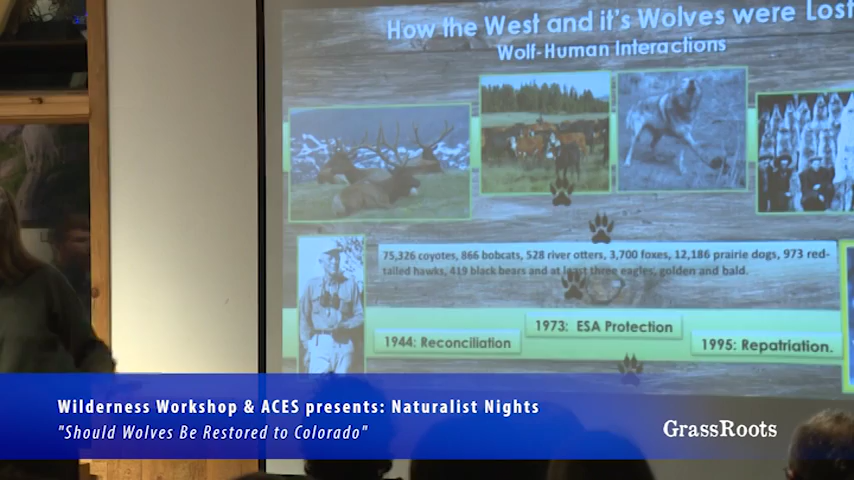 How the West and it's Wolves were Lost
Wolf-Human Interactions
75,326 coyotes, 866 bobcats, 528 river otters, 3,700 foxes, 12,186 prairie dogs, 973 red-
tailed hawks, 419 black bears and at least three eagles, golden and bald.
1973: ESA Protection
1944: Reconciliation
1995: Repatriation.
Wilderness Workshop & ACES presents: Naturalist Nights
"Should Wolves Be Restored to Colorado"
GrassRoots